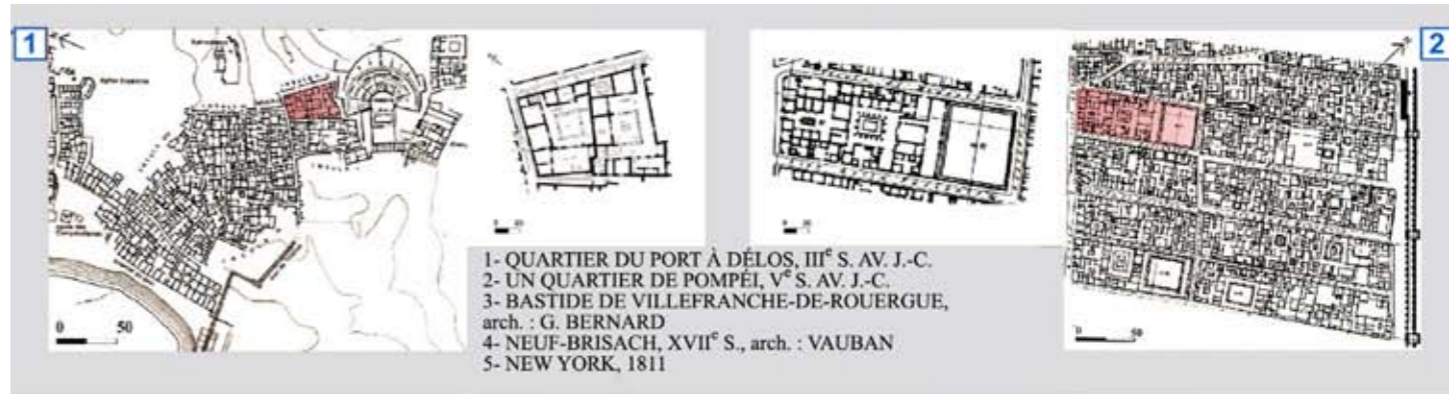 1
2
1- QUARTIER DU PORT À DÉLOS, IIIᵉ S. AV. J.-C.
2- UN QUARTIER DE POMPÉI, Vᵉ S. AV. J.-C.
3- BASTIDE DE VILLEFRANCHE-DE-ROUERGUE,
arch. : G. BERNARD
4- NEUF-BRISACH, XVIIᵉ S., arch. : VAUBAN
5- NEW YORK, 1811
0 50
0
0 50